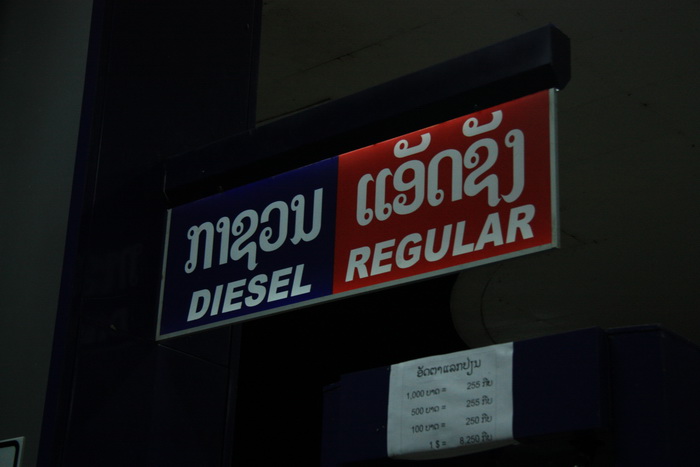 ກາຊວນ
DIESEL
ແອັດຊັງ
REGULAR
ອັດຕາແລກປ່ຽນ
1,000 ບາດ = 255 ກີບ
500 ບາດ = 255 ກີບ
100 ບາດ = 250 ກີບ
1 $ = 8,250 ກີບ